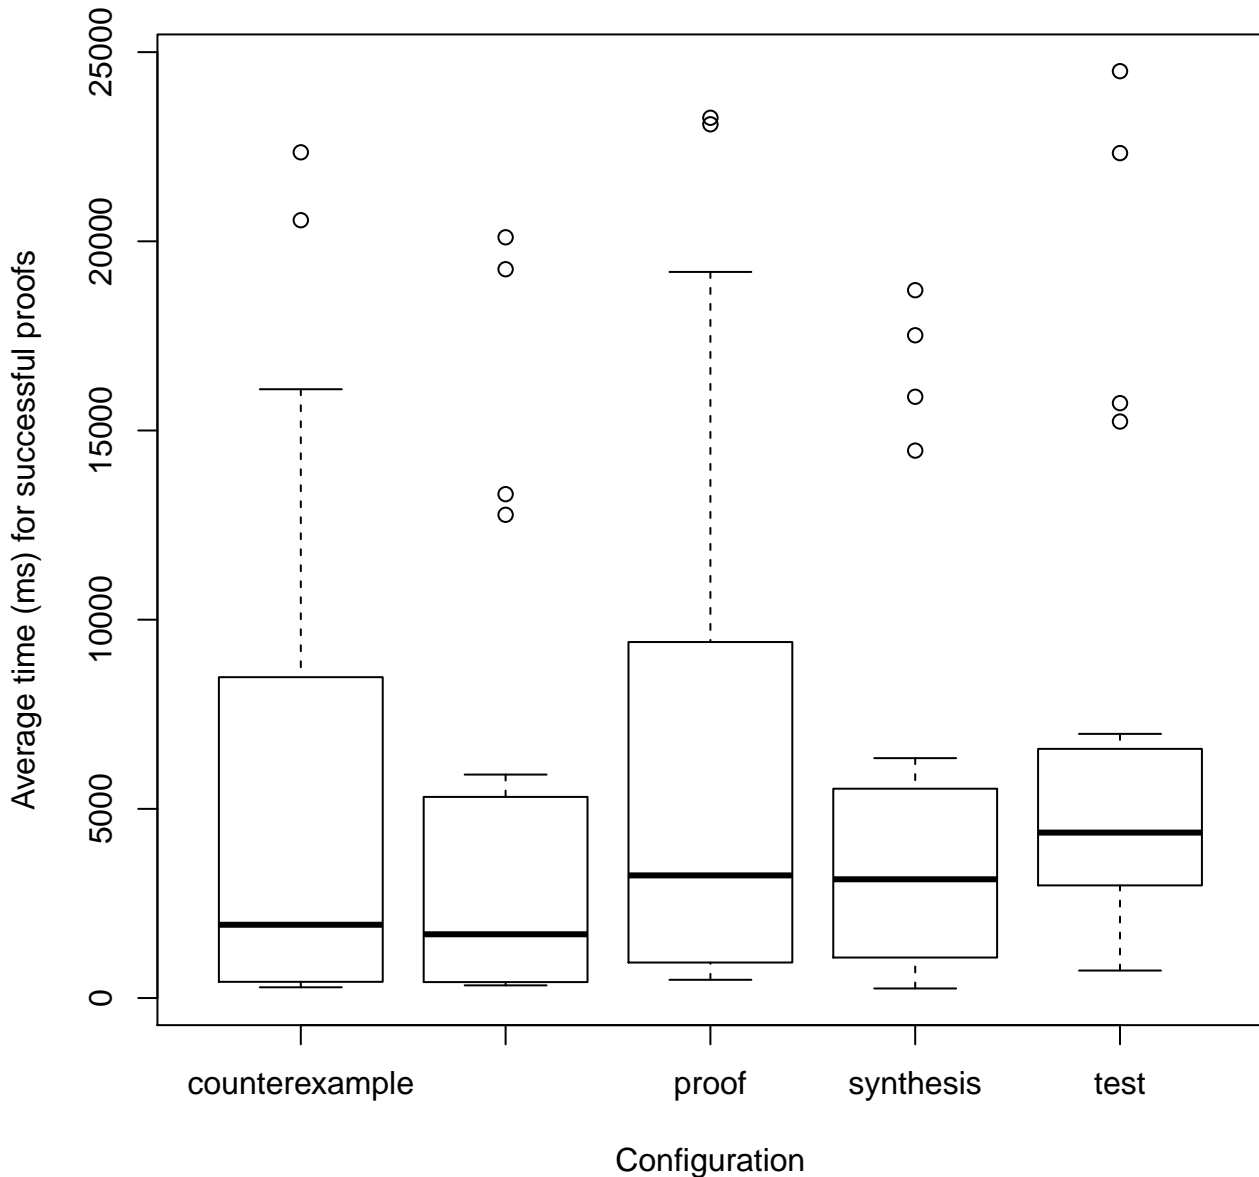 25000
20000
15000
10000
5000
0
Average time (ms) for successful proofs
counterexample
proof
synthesis
test
Configuration